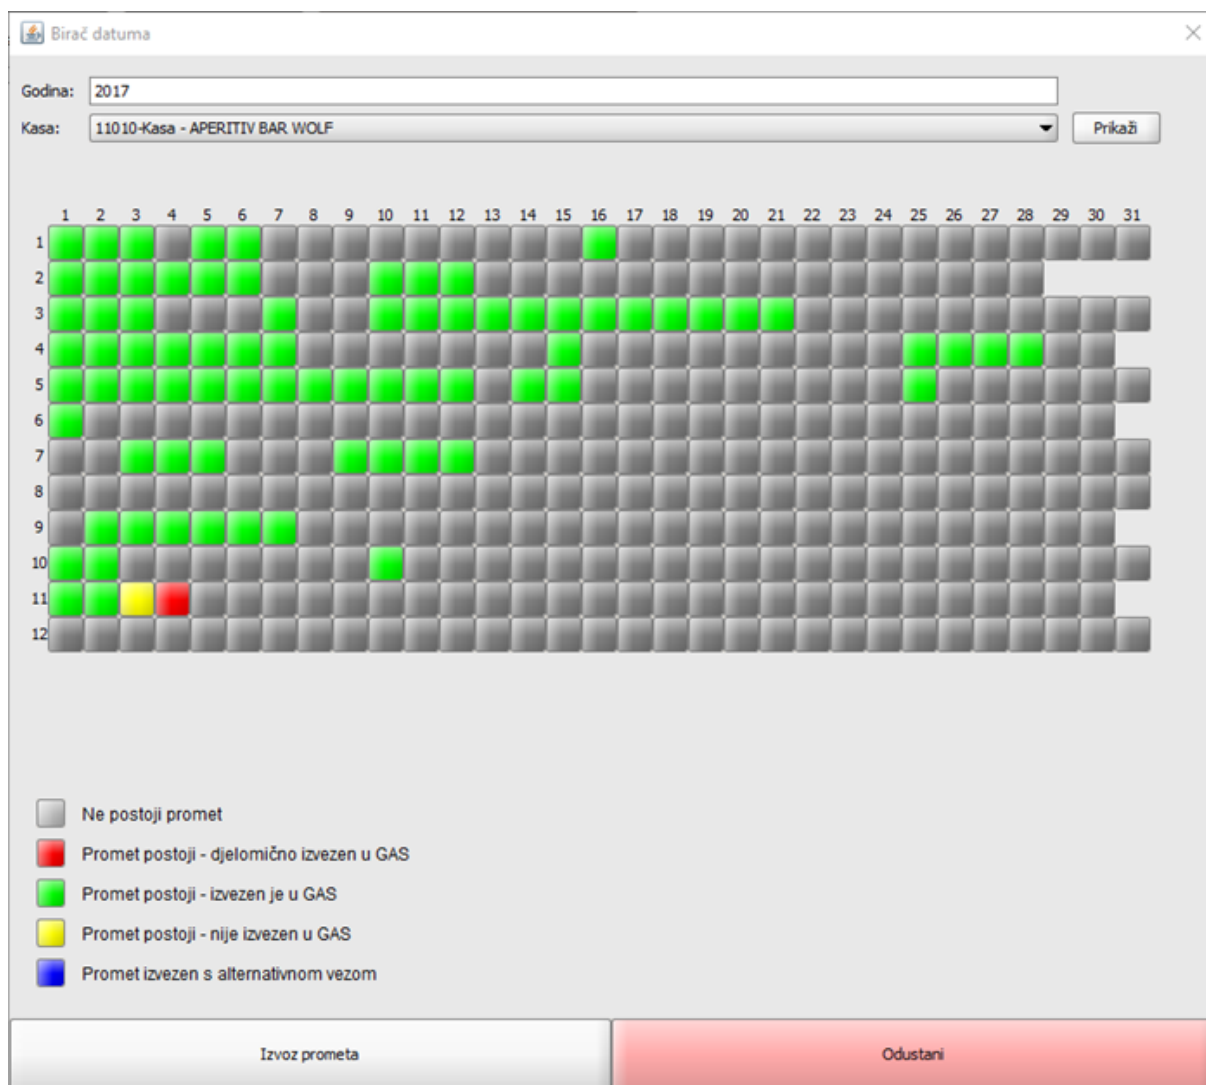 Birač datuma
Godina: 2017
Kasa: 11010-Kasa - APERITIV BAR WOLF Prikaži
1 2 3 4 5 6 7 8 9 10 11 12 13 14 15 16 17 18 19 20 21 22 23 24 25 26 27 28 29 30 31
1
2
3
4
5
6
7
8
9
10
11
12
Ne postoji promet
Promet postoji - djelomično izvezen u GAS
Promet postoji - izvezen je u GAS
Promet postoji - nije izvezen u GAS
Promet izvezen s alternativnom vezom
Izvoz prometa Odustani